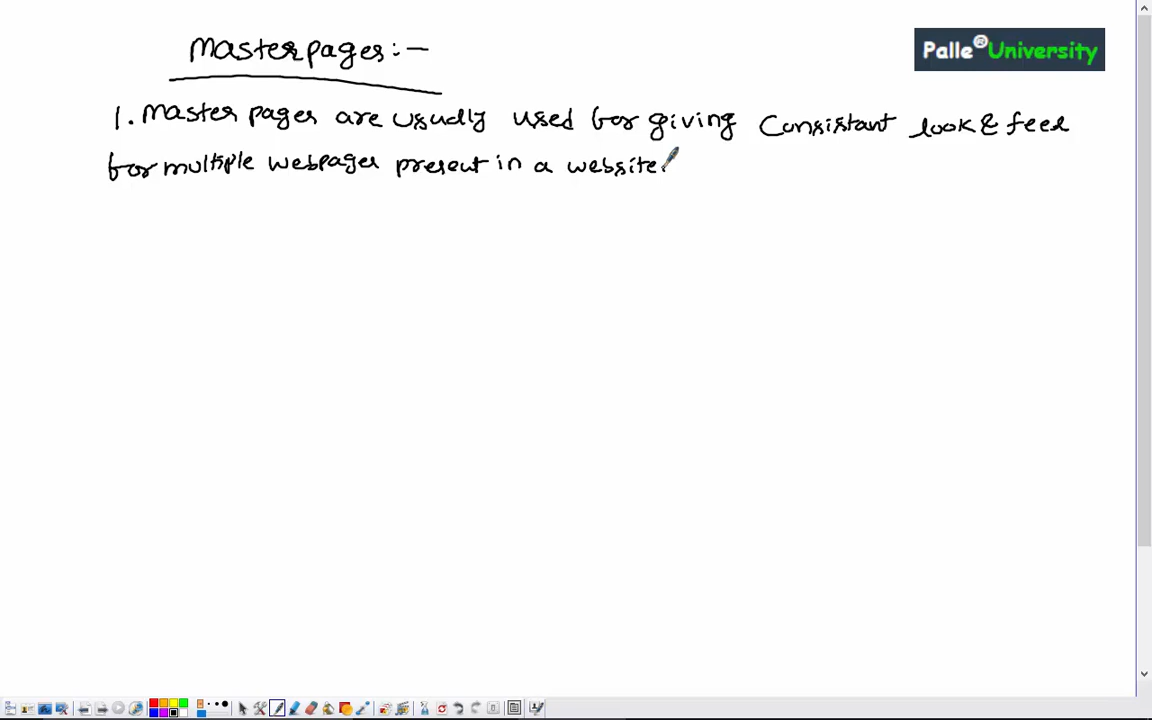 Masterpages:-
Palle®University
1. Master pages are usually used for giving Consistant look & feel
for multiple webpages present in a website.